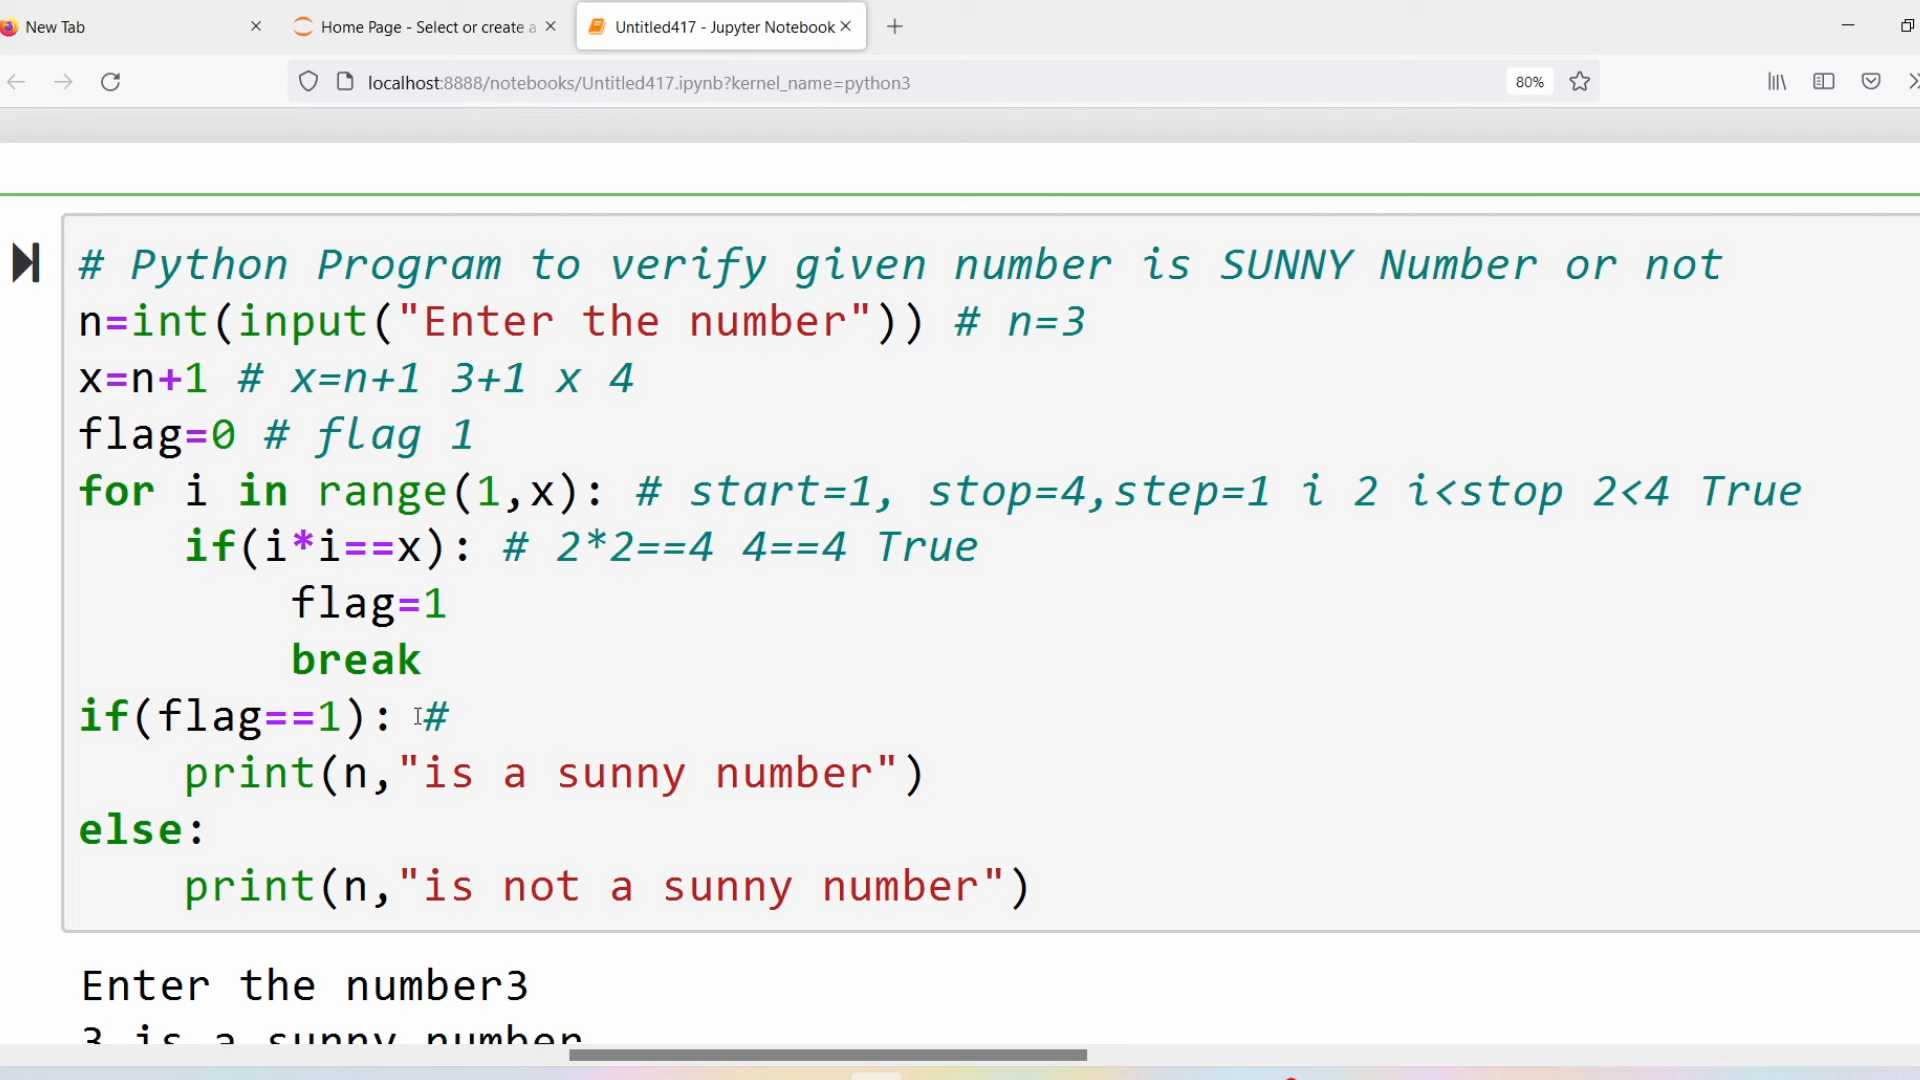 New Tab
Home Page - Select or create a
Untitled417 - Jupyter Notebook
localhost:8888/notebooks/Untitled417.ipynb?kernel_name=python3
80%
# Python Program to verify given number is SUNNY Number or not
n=int(input("Enter the number")) # n=3
x=n+1 # x=n+1 3+1 x 4
flag=0 # flag 1
for i in range(1,x): # start=1, stop=4,step=1 i 2 i<stop 2<4 True
    if(i*i==x): # 2*2==4 4==4 True
        flag=1
        break
if(flag==1): #
    print(n,"is a sunny number")
else:
    print(n,"is not a sunny number")
Enter the number3
3 is a sunny number